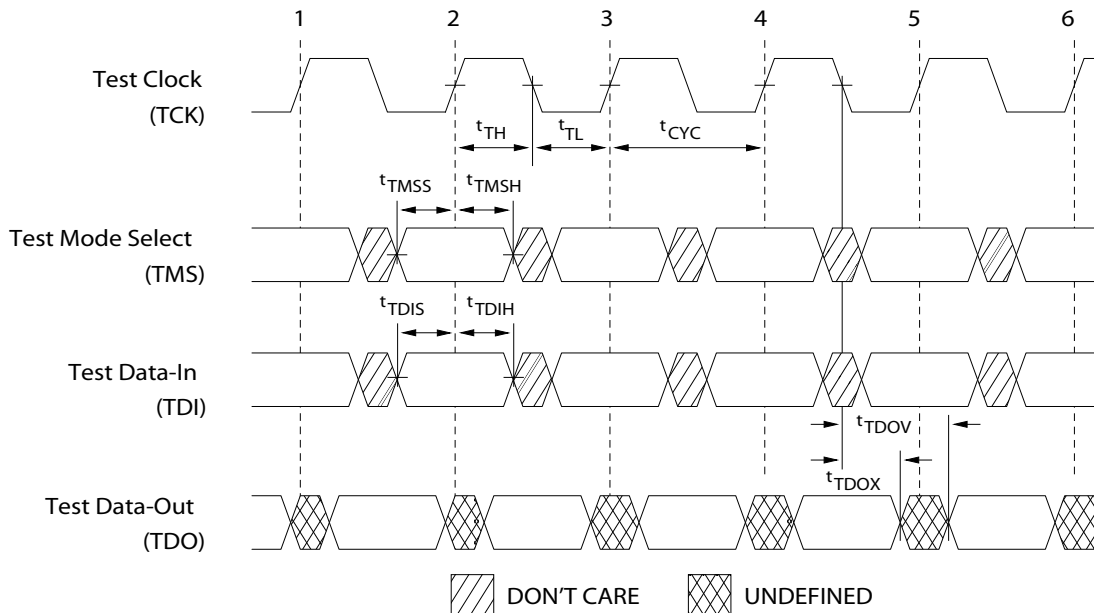 1 2 3 4 5 6
Test Clock
(TCK)
tTH tTL tCYC
tTMSS tTMSH
Test Mode Select
(TMS)
tTDIS tTDIH
Test Data-In
(TDI)
tTDOV
tTDOX
Test Data-Out
(TDO)
DON'T CARE UNDEFINED